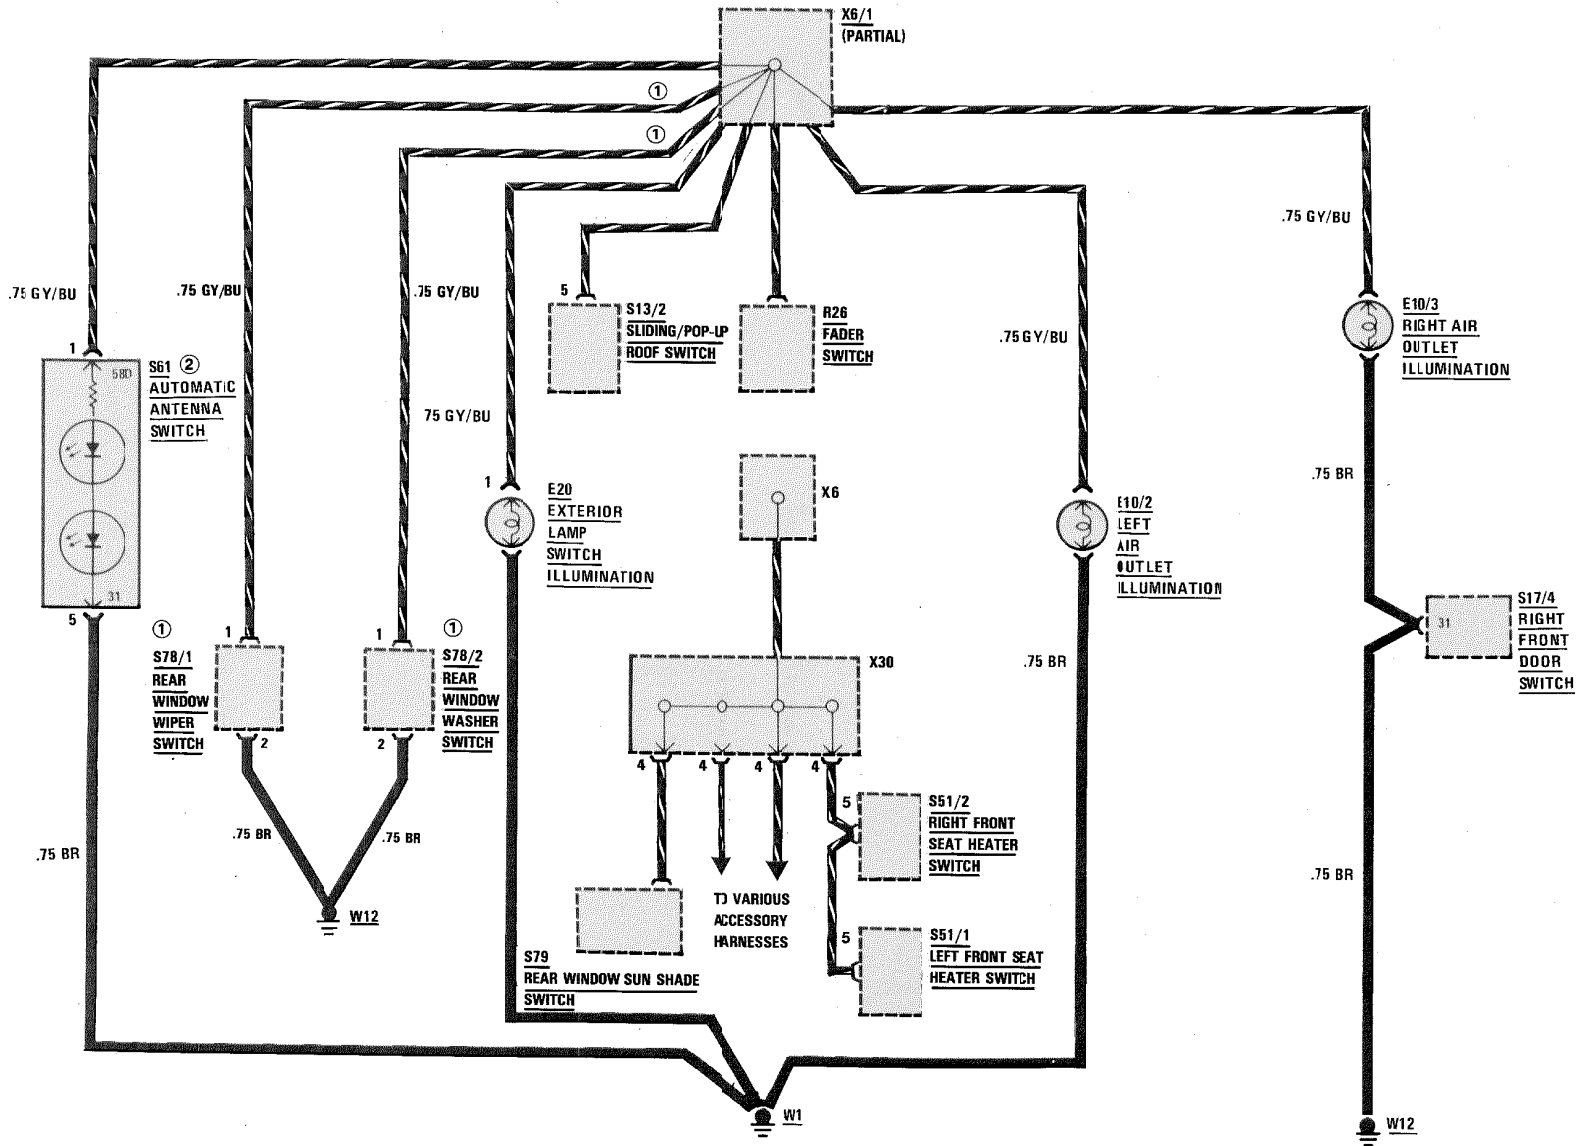 X6/1
(PARTIAL)
①
①
.75 GY/BU
.75 GY/BU
.75 GY/BU
.75 GY/BU
5
S13/2
SLIDING/POP-UP
ROOF SWITCH
R26
FADER
SWITCH
E10/3
RIGHT AIR
OUTLET
ILLUMINATION
.75 GY/BU
1
58D
S61 ②
AUTOMATIC
ANTENNA
SWITCH
75 GY/BU
1
E20
EXTERIOR
LAMP
SWITCH
ILLUMINATION
X6
E10/2
LEFT
AIR
OUTLET
ILLUMINATION
.75 BR
31
5
①
S78/1
REAR
WINDOW
WIPER
SWITCH
1
2
1
2
①
S78/2
REAR
WINDOW
WASHER
SWITCH
X30
.75 BR
31
S17/4
RIGHT
FRONT
DOOR
SWITCH
4
4
4
4
.75 BR
.75 BR
.75 BR
5
S51/2
RIGHT FRONT
SEAT HEATER
SWITCH
.75 BR
W12
TO VARIOUS
ACCESSORY
HARNESSES
S79
REAR WINDOW SUN SHADE
SWITCH
5
S51/1
LEFT FRONT SEAT
HEATER SWITCH
W1
W12